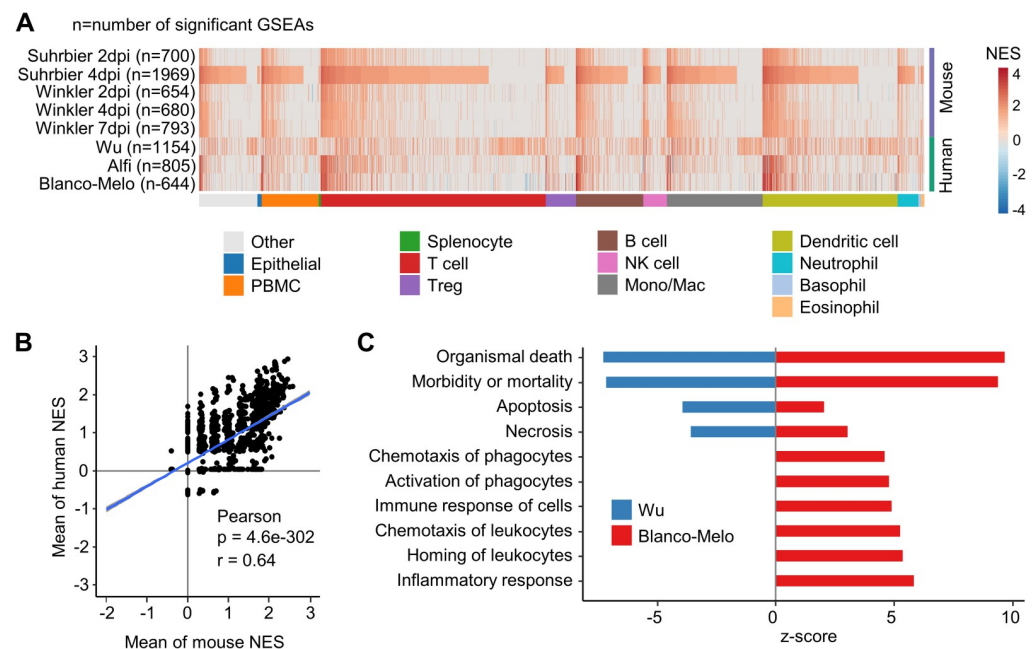 A
n=number of significant GSEAs
Suhrbier 2dpi (n=700)
Suhrbier 4dpi (n=1969)
Winkler 2dpi (n=654)
Winkler 4dpi (n=680)
Winkler 7dpi (n=793)
Wu (n=1154)
Alfi (n=805)
Blanco-Melo (n-644)
Mouse
Human
NES
4
2
0
-2
-4
Other
Epithelial
PBMC
Splenocyte
T cell
Treg
B cell
NK cell
Mono/Mac
Dendritic cell
Neutrophil
Basophil
Eosinophil
B
Mean of human NES
3
2
1
0
-1
-2
-3
Pearson
p = 4.6e-302
r = 0.64
-2 -1 0 1 2 3
Mean of mouse NES
C
Organismal death
Morbidity or mortality
Apoptosis
Necrosis
Chemotaxis of phagocytes
Activation of phagocytes
Immune response of cells
Chemotaxis of leukocytes
Homing of leukocytes
Inflammatory response
Wu
Blanco-Melo
-5 0 5 10
z-score